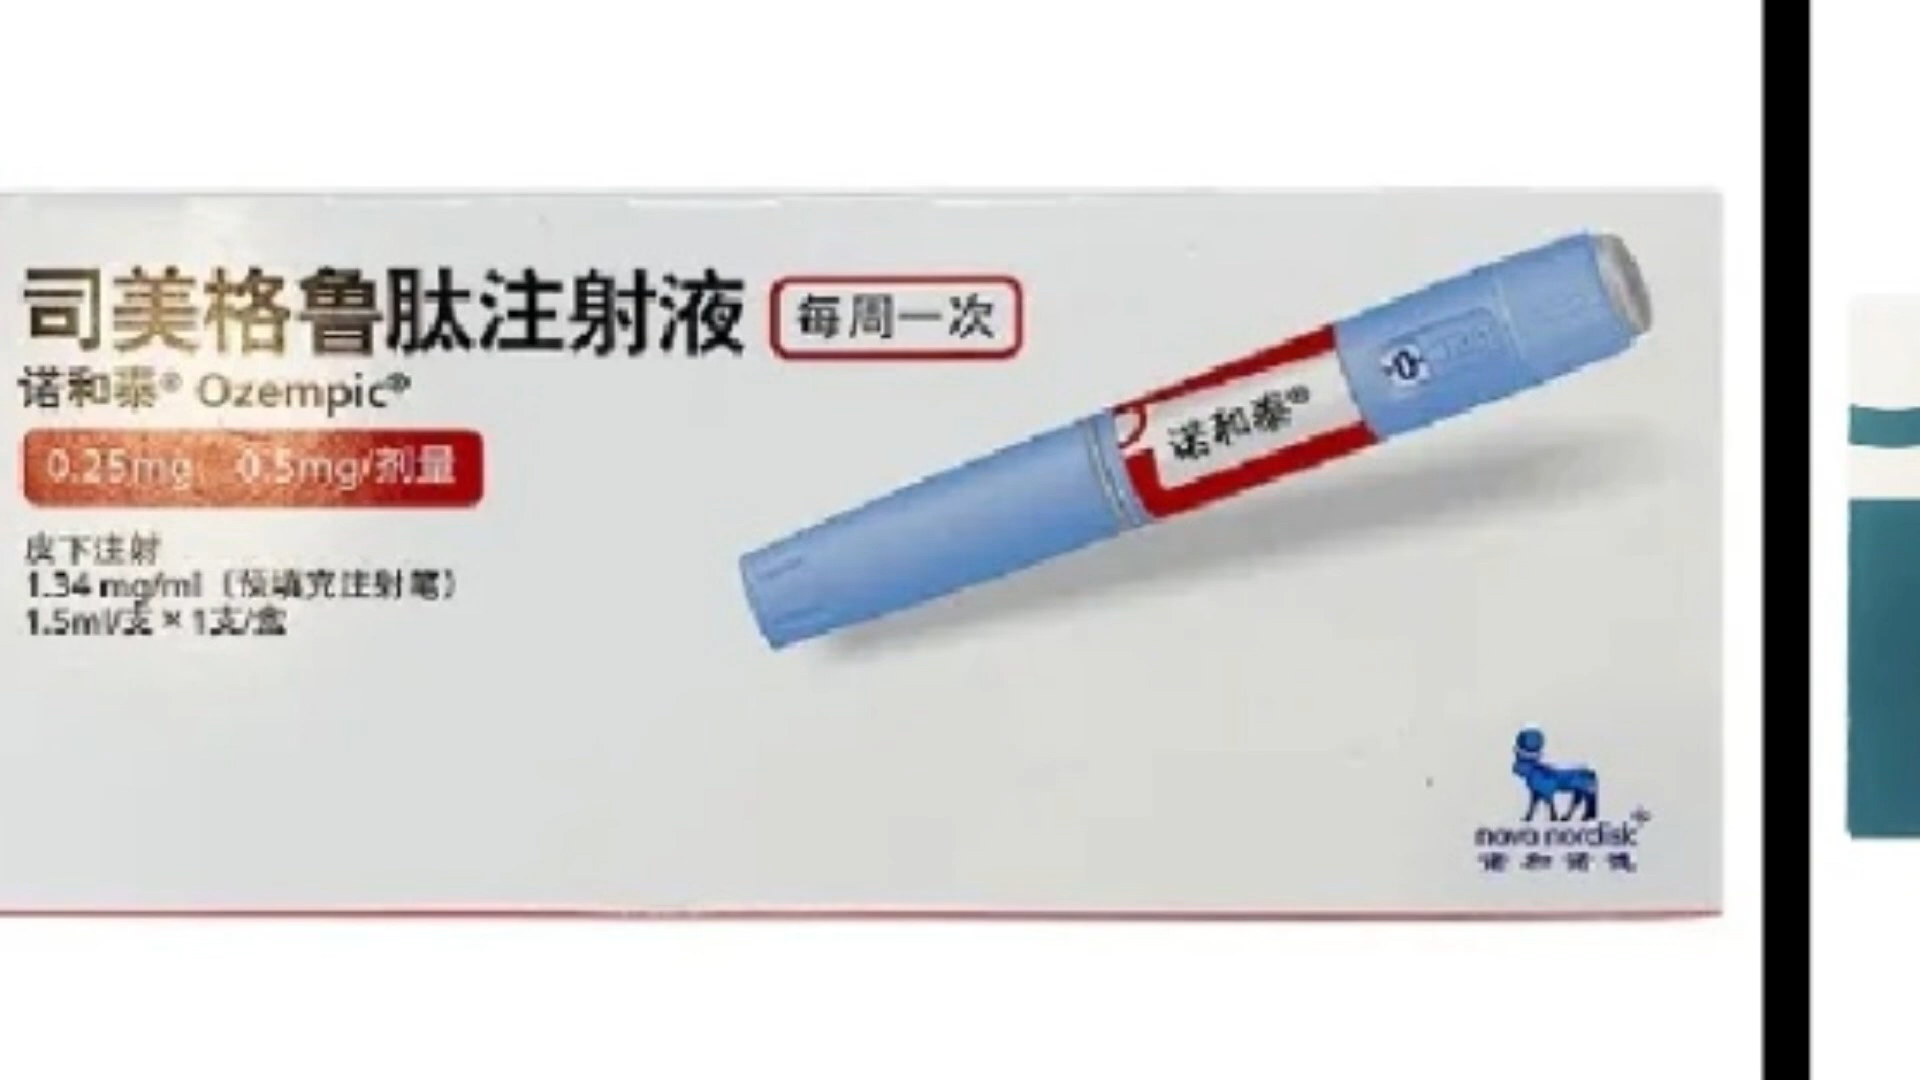 司美格鲁肽注射液 每周一次
诺和泰® Ozempic®
0.25mg 0.5mg/剂量
皮下注射
1.34 mg/ml（预填充注射笔）
1.5ml/支 × 1支/盒
诺和泰®
0
novo nordisk®
诺和诺德